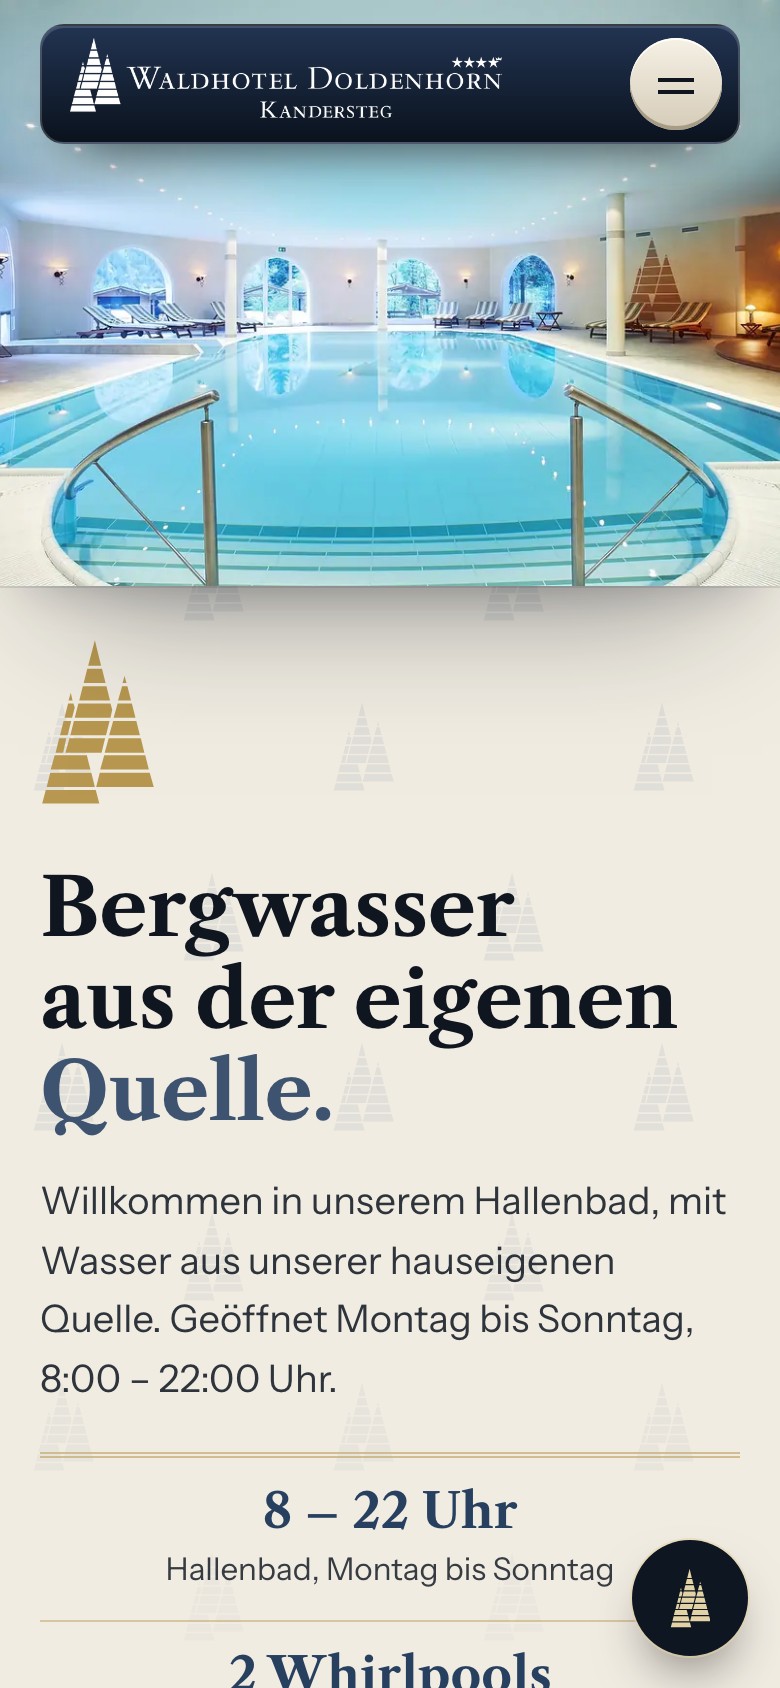 WALDHOTEL DOLDENHORN
KANDERSTEG
Bergwasser
aus der eigenen
Quelle.
Willkommen in unserem Hallenbad, mit
Wasser aus unserer hauseigenen
Quelle. Geöffnet Montag bis Sonntag,
8:00 – 22:00 Uhr.
8 – 22 Uhr
Hallenbad, Montag bis Sonntag
2 Whirlpools